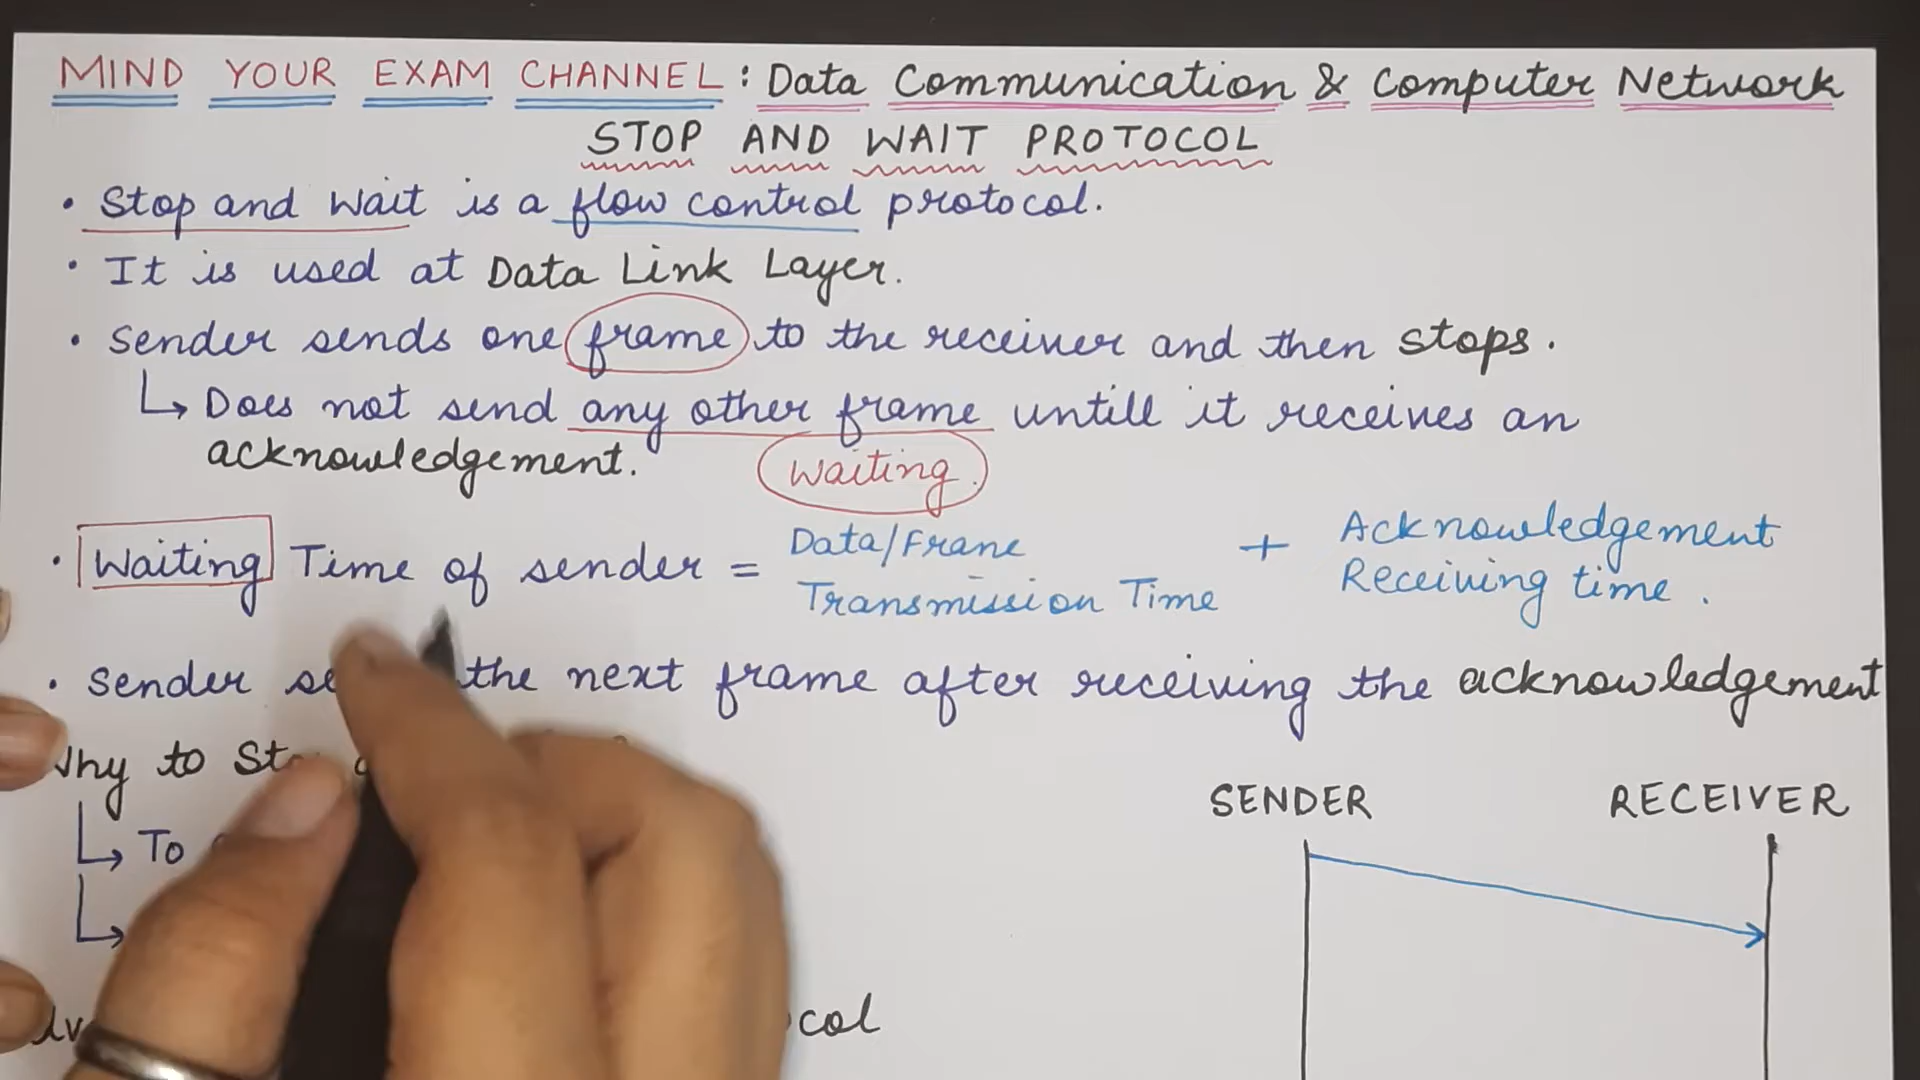 MIND YOUR EXAM CHANNEL : Data Communication & Computer Network
STOP AND WAIT PROTOCOL
• Stop and Wait is a flow control protocol.
• It is used at Data Link Layer.
• Sender sends one frame to the receiver and then stops.
↳ Does not send any other frame untill it receives an
acknowledgement. Waiting.
• Waiting Time of sender = Data/Frane
Transmission Time + Acknowledgement
Receiving time.
• Sender the next frame after receiving the acknowledgement
to
SENDER RECEIVER
↳ To
↳
col